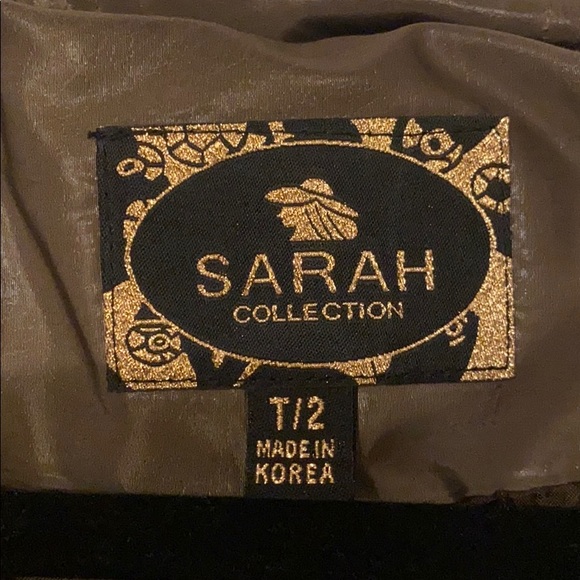 SARAH
COLLECTION
T/2
MADE IN
KOREA